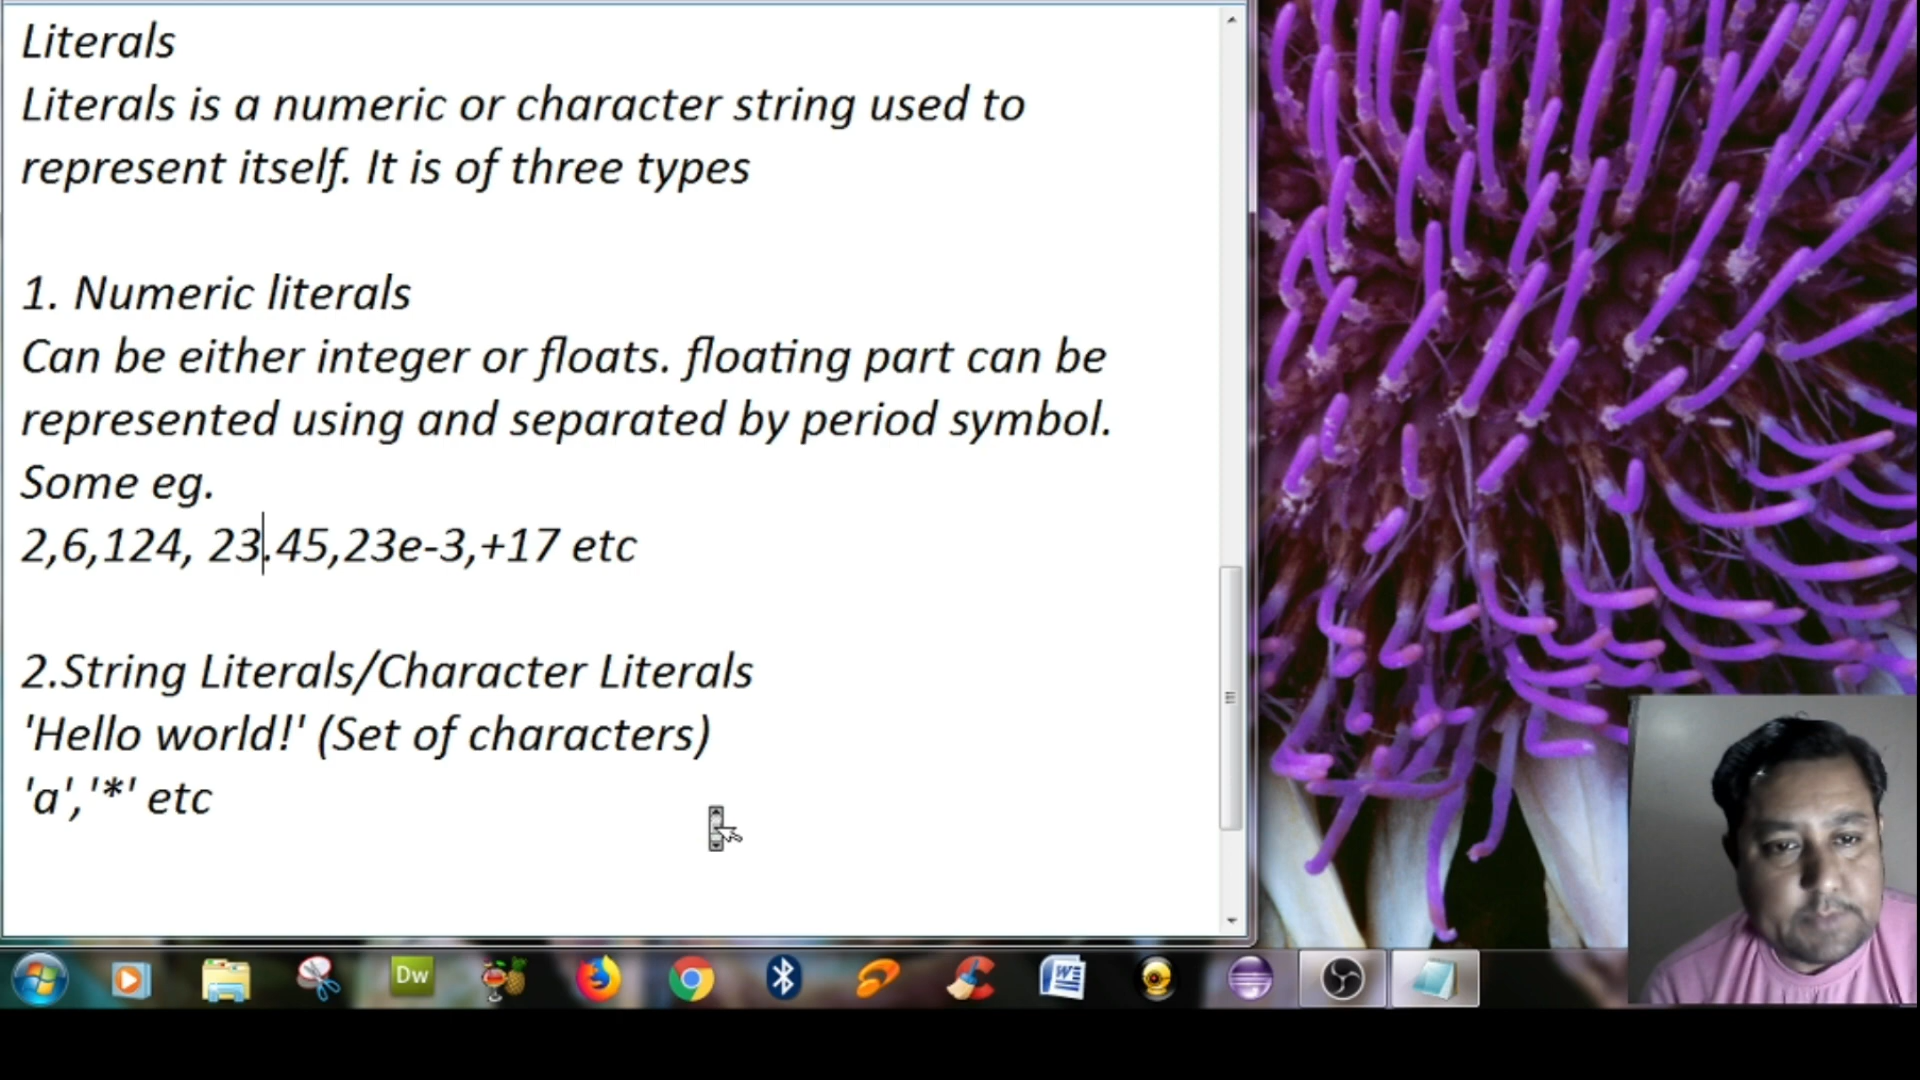 Literals
Literals is a numeric or character string used to
represent itself. It is of three types
1. Numeric literals
Can be either integer or floats. floating part can be
represented using and separated by period symbol.
Some eg.
2,6,124, 23.45,23e-3,+17 etc
2.String Literals/Character Literals
'Hello world!' (Set of characters)
'a','*' etc
Dw